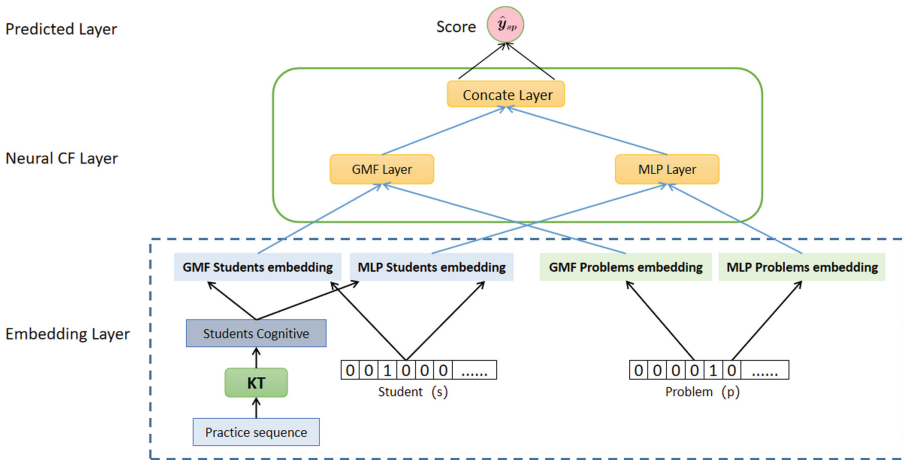 Predicted Layer
Score
ŷsp
Concate Layer
Neural CF Layer
GMF Layer
MLP Layer
GMF Students embedding
MLP Students embedding
GMF Problems embedding
MLP Problems embedding
Embedding Layer
Students Cognitive
KT
Practice sequence
0 0 1 0 0 0 ......
Student (s)
0 0 0 0 1 0 ......
Problem (p)